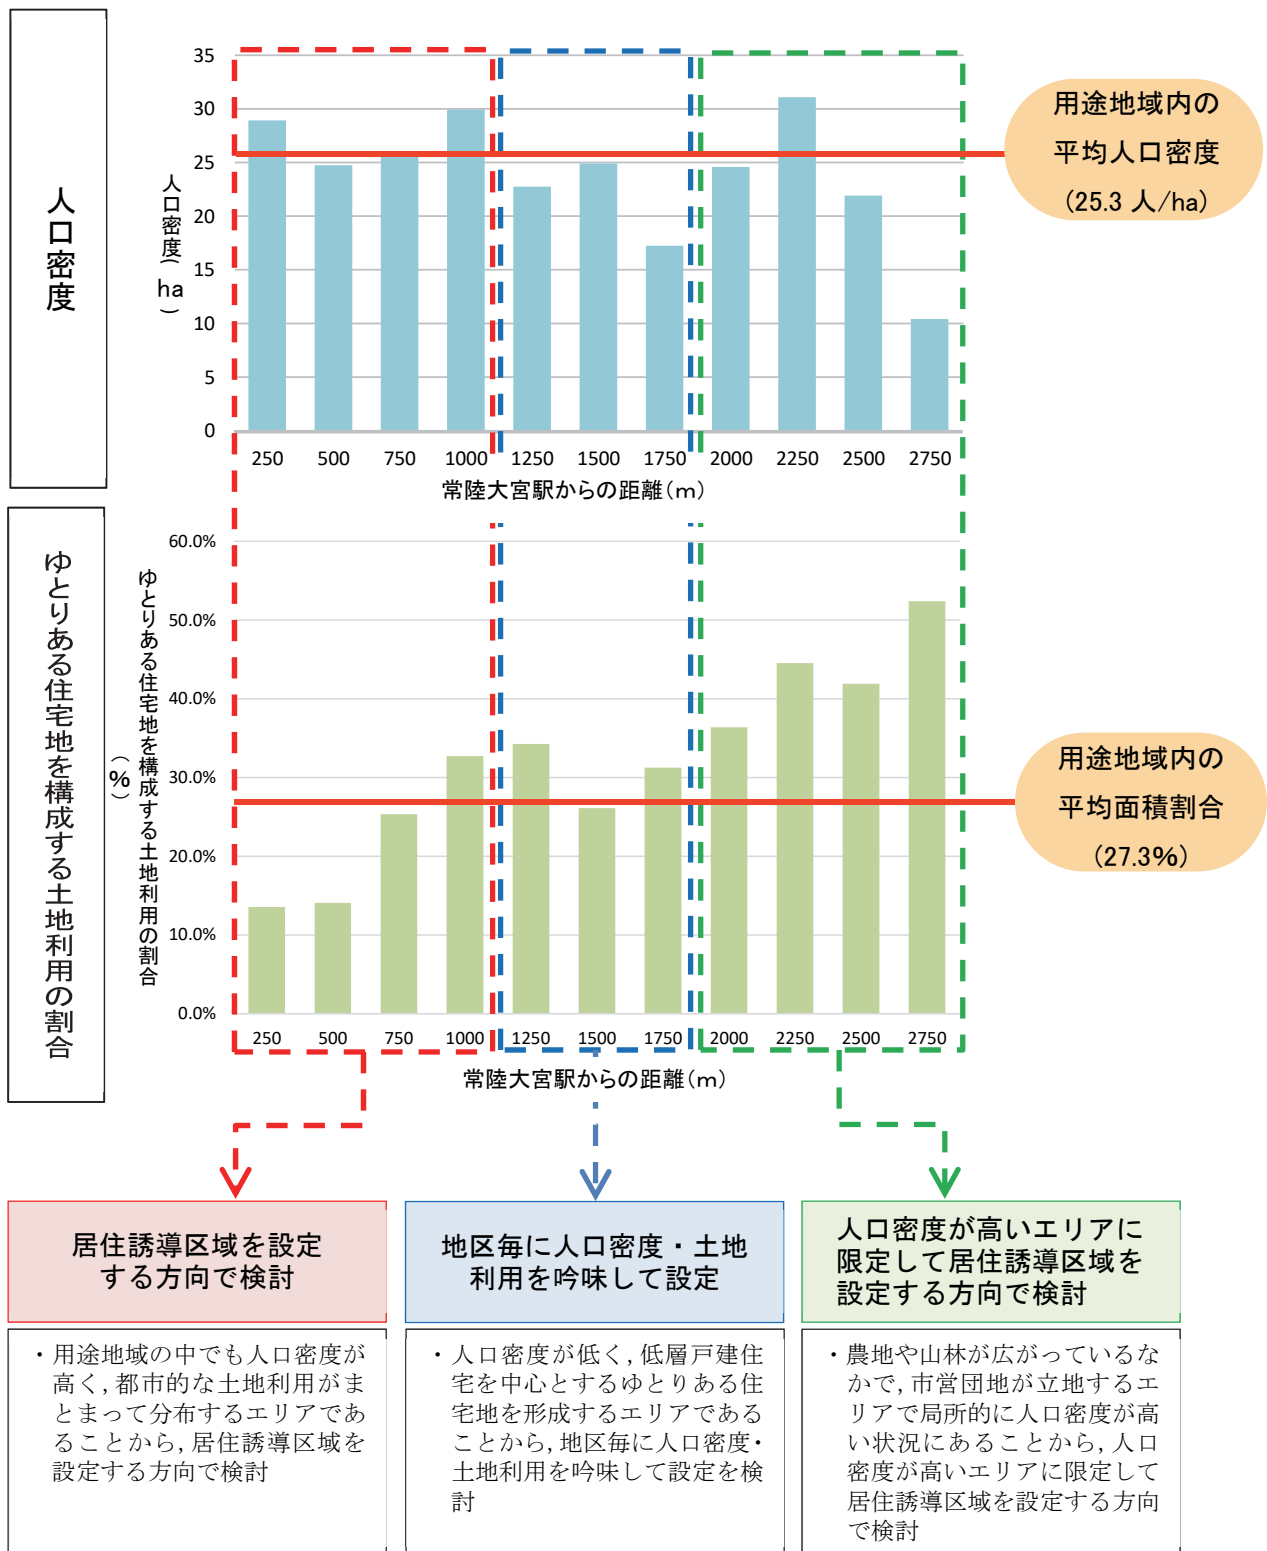 人口密度
35
30
25
20
15
10
5
0
人口密度(ha)
250 500 750 1000 1250 1500 1750 2000 2250 2500 2750
常陸大宮駅からの距離(m)
用途地域内の
平均人口密度
(25.3 人/ha)
ゆとりある住宅地を構成する土地利用の割合
ゆとりある住宅地を構成する土地利用の割合
(%)
60.0%
50.0%
40.0%
30.0%
20.0%
10.0%
0.0%
250 500 750 1000 1250 1500 1750 2000 2250 2500 2750
常陸大宮駅からの距離(m)
用途地域内の
平均面積割合
(27.3%)
居住誘導区域を設定
する方向で検討
・用途地域の中でも人口密度が
高く,都市的な土地利用がま
とまって分布するエリアであ
ることから,居住誘導区域を
設定する方向で検討
地区毎に人口密度・土地
利用を吟味して設定
・人口密度が低く,低層戸建住
宅を中心とするゆとりある住
宅地を形成するエリアである
ことから,地区毎に人口密度・
土地利用を吟味して設定を検
討
人口密度が高いエリアに
限定して居住誘導区域を
設定する方向で検討
・農地や山林が広がっているな
かで,市営団地が立地するエ
リアで局所的に人口密度が高
い状況にあることから,人口
密度が高いエリアに限定して
居住誘導区域を設定する方向
で検討